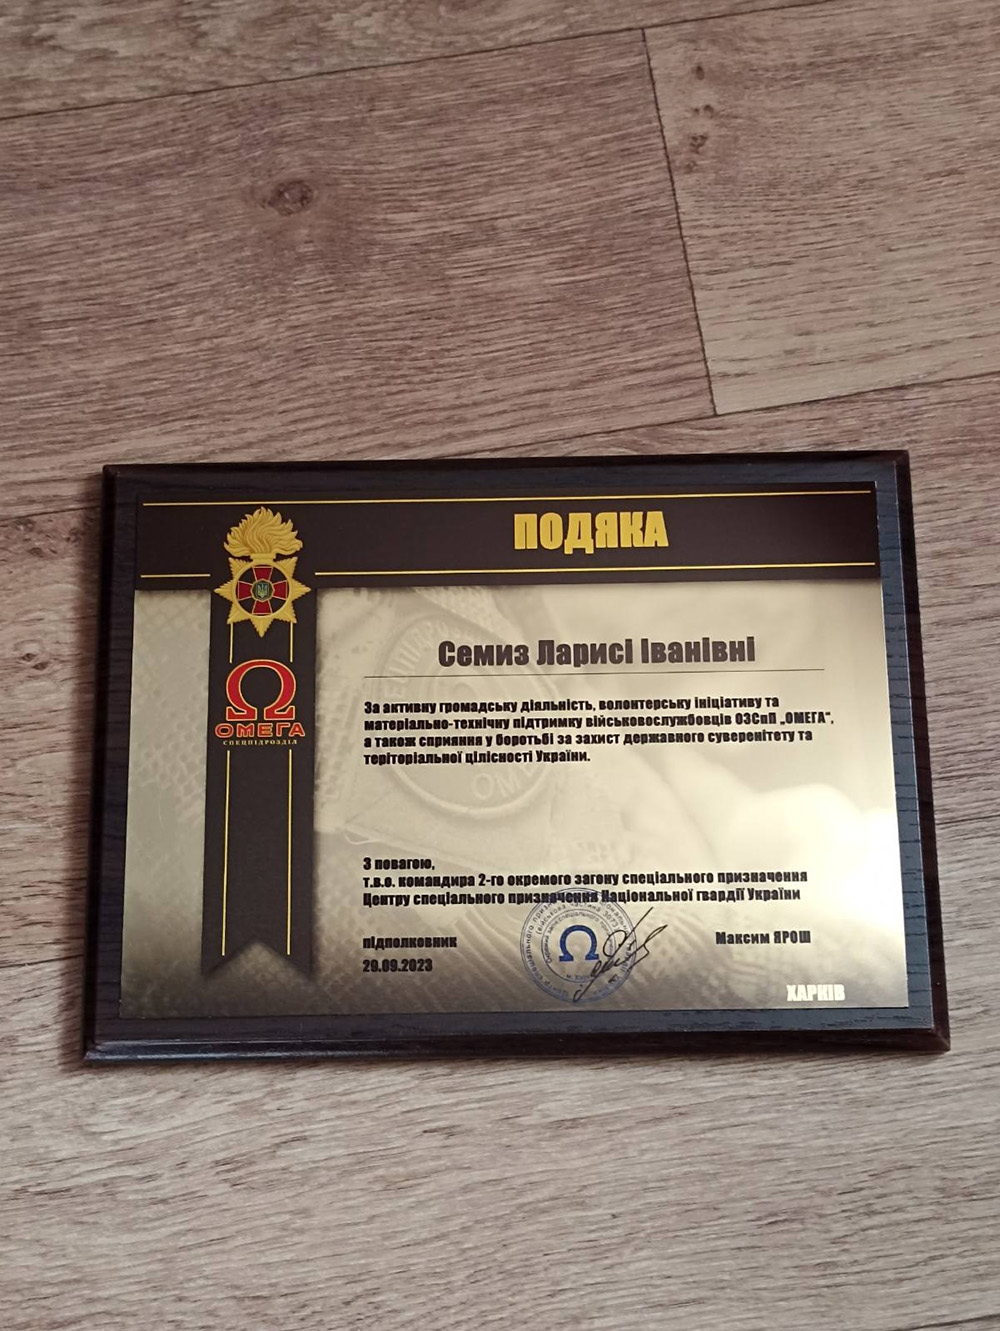 ПОДЯКА
ОМЕГА
СПЕЦПІДРОЗДІЛ
Семиз Ларисі Іванівні
За активну громадську діяльність, волонтерську ініціативу та
матеріально-технічну підтримку військовослужбовців ОЗСпП „ОМЕГА",
а також сприяння у боротьбі за захист державного суверенітету та
теріторіальної цілісності України.
З повагою,
т.в.о. командира 2-го окремого загону спеціального призначення
Центру спеціального призначення Національної гвардії України
підполковник
Максим ЯРОШ
29.09.2023
ХАРКІВ